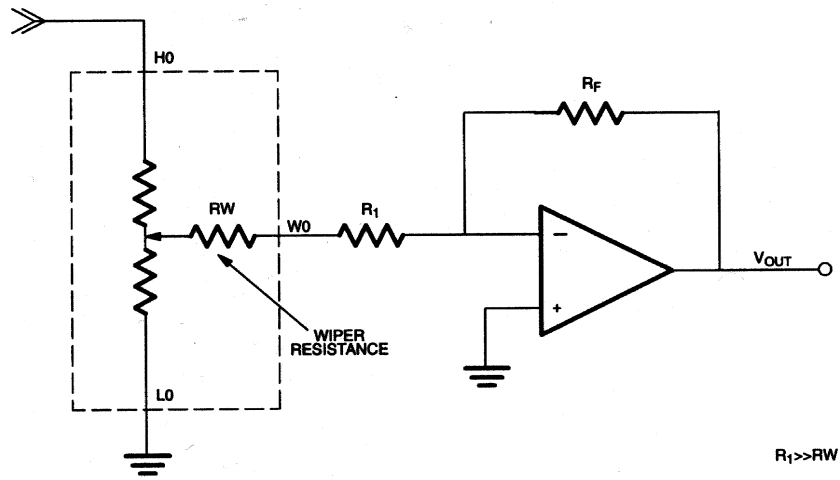 H0
RF
RW
W0
R1
VOUT
−
+
WIPER
RESISTANCE
L0
R1>>RW